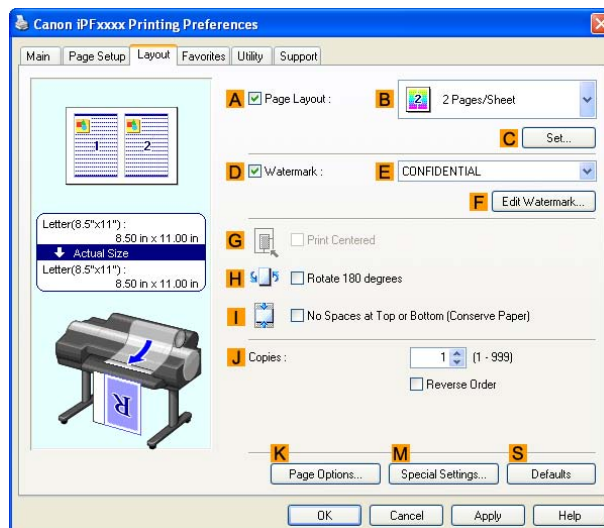 Canon iPFxxxx Printing Preferences
Main Page Setup Layout Favorites Utility Support
A Page Layout : B 2 2 Pages/Sheet
1 2
C Set...
D Watermark : E CONFIDENTIAL
F Edit Watermark...
Letter(8.5"x11") :
8.50 in x 11.00 in
Actual Size
Letter(8.5"x11") :
8.50 in x 11.00 in
G Print Centered
H Rotate 180 degrees
I No Spaces at Top or Bottom (Conserve Paper)
J Copies : 1 (1 - 999)
Reverse Order
R
K M S
Page Options... Special Settings... Defaults
OK Cancel Apply Help